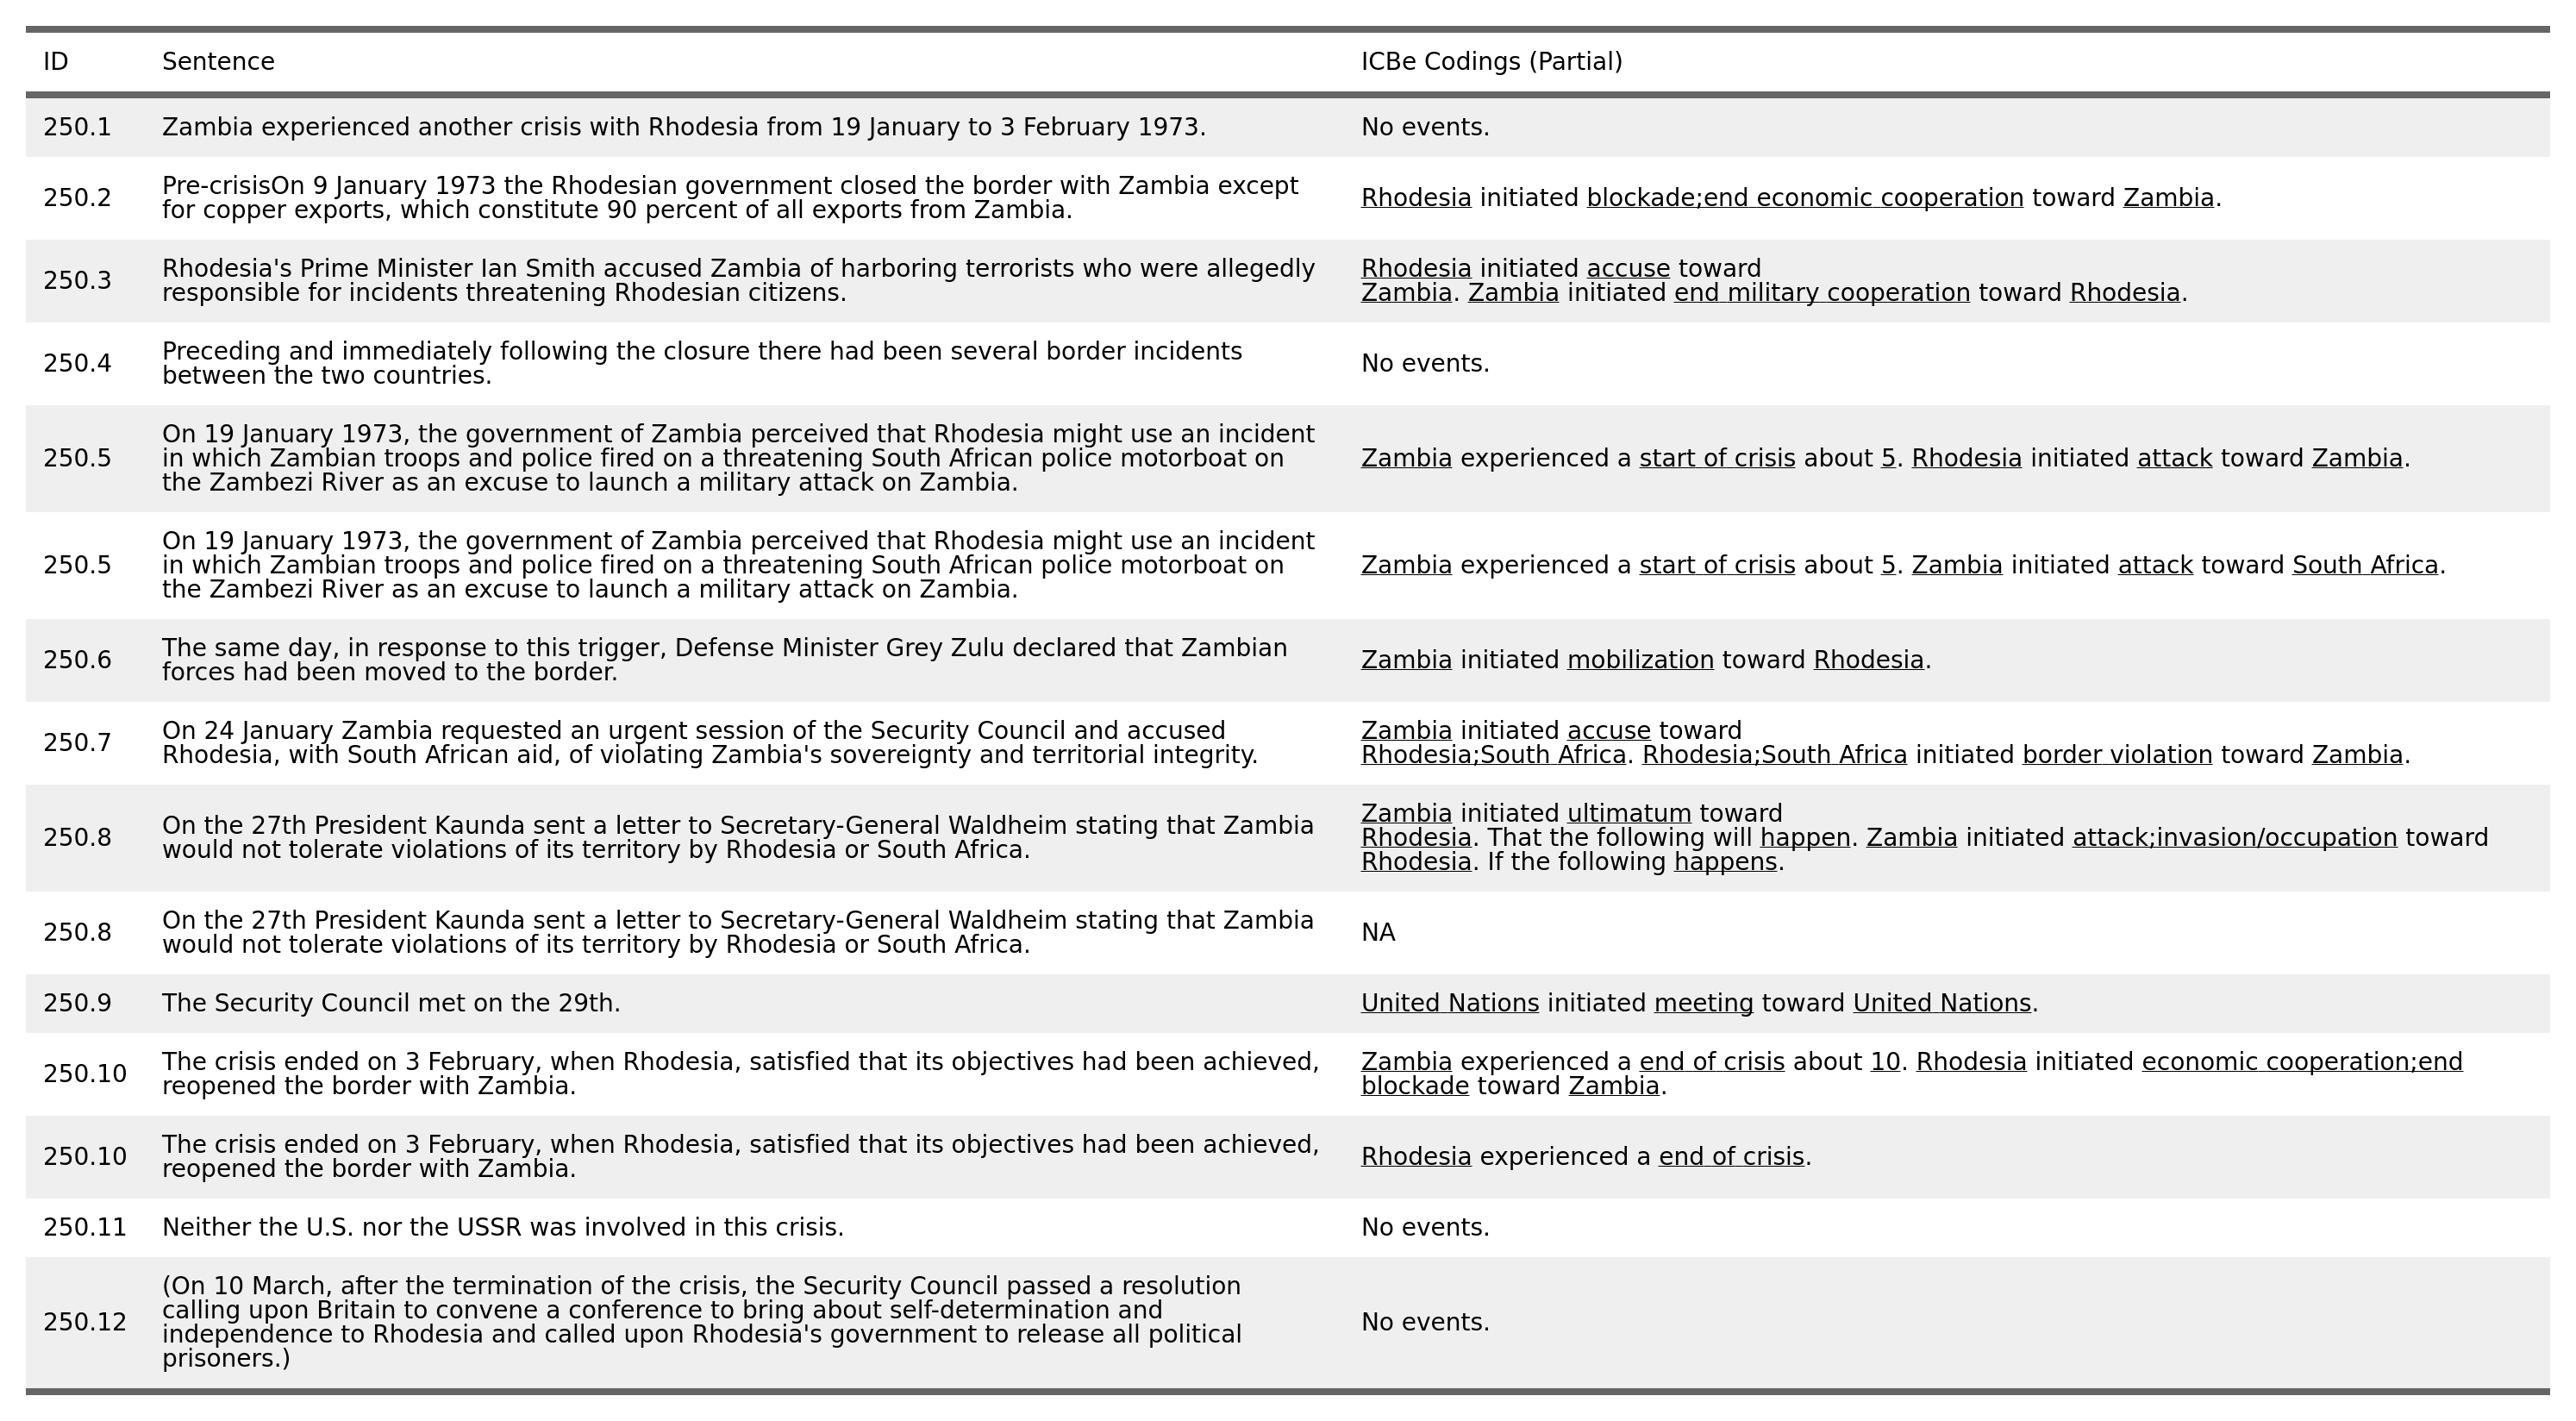 ID Sentence ICBe Codings (Partial)
250.1 Zambia experienced another crisis with Rhodesia from 19 January to 3 February 1973. No events.
250.2 Pre-crisisOn 9 January 1973 the Rhodesian government closed the border with Zambia except
for copper exports, which constitute 90 percent of all exports from Zambia.
Rhodesia initiated blockade;end economic cooperation toward Zambia.
250.3 Rhodesia's Prime Minister Ian Smith accused Zambia of harboring terrorists who were allegedly
responsible for incidents threatening Rhodesian citizens.
Rhodesia initiated accuse toward
Zambia. Zambia initiated end military cooperation toward Rhodesia.
250.4 Preceding and immediately following the closure there had been several border incidents
between the two countries.
No events.
250.5 On 19 January 1973, the government of Zambia perceived that Rhodesia might use an incident
in which Zambian troops and police fired on a threatening South African police motorboat on
the Zambezi River as an excuse to launch a military attack on Zambia.
Zambia experienced a start of crisis about 5. Rhodesia initiated attack toward Zambia.
250.5 On 19 January 1973, the government of Zambia perceived that Rhodesia might use an incident
in which Zambian troops and police fired on a threatening South African police motorboat on
the Zambezi River as an excuse to launch a military attack on Zambia.
Zambia experienced a start of crisis about 5. Zambia initiated attack toward South Africa.
250.6 The same day, in response to this trigger, Defense Minister Grey Zulu declared that Zambian
forces had been moved to the border.
Zambia initiated mobilization toward Rhodesia.
250.7 On 24 January Zambia requested an urgent session of the Security Council and accused
Rhodesia, with South African aid, of violating Zambia's sovereignty and territorial integrity.
Zambia initiated accuse toward
Rhodesia;South Africa. Rhodesia;South Africa initiated border violation toward Zambia.
250.8 On the 27th President Kaunda sent a letter to Secretary-General Waldheim stating that Zambia
would not tolerate violations of its territory by Rhodesia or South Africa.
Zambia initiated ultimatum toward
Rhodesia. That the following will happen. Zambia initiated attack;invasion/occupation toward
Rhodesia. If the following happens.
250.8 On the 27th President Kaunda sent a letter to Secretary-General Waldheim stating that Zambia
would not tolerate violations of its territory by Rhodesia or South Africa.
NA
250.9 The Security Council met on the 29th. United Nations initiated meeting toward United Nations.
250.10 The crisis ended on 3 February, when Rhodesia, satisfied that its objectives had been achieved,
reopened the border with Zambia.
Zambia experienced a end of crisis about 10. Rhodesia initiated economic cooperation;end
blockade toward Zambia.
250.10 The crisis ended on 3 February, when Rhodesia, satisfied that its objectives had been achieved,
reopened the border with Zambia.
Rhodesia experienced a end of crisis.
250.11 Neither the U.S. nor the USSR was involved in this crisis. No events.
250.12 (On 10 March, after the termination of the crisis, the Security Council passed a resolution
calling upon Britain to convene a conference to bring about self-determination and
independence to Rhodesia and called upon Rhodesia's government to release all political
prisoners.)
No events.